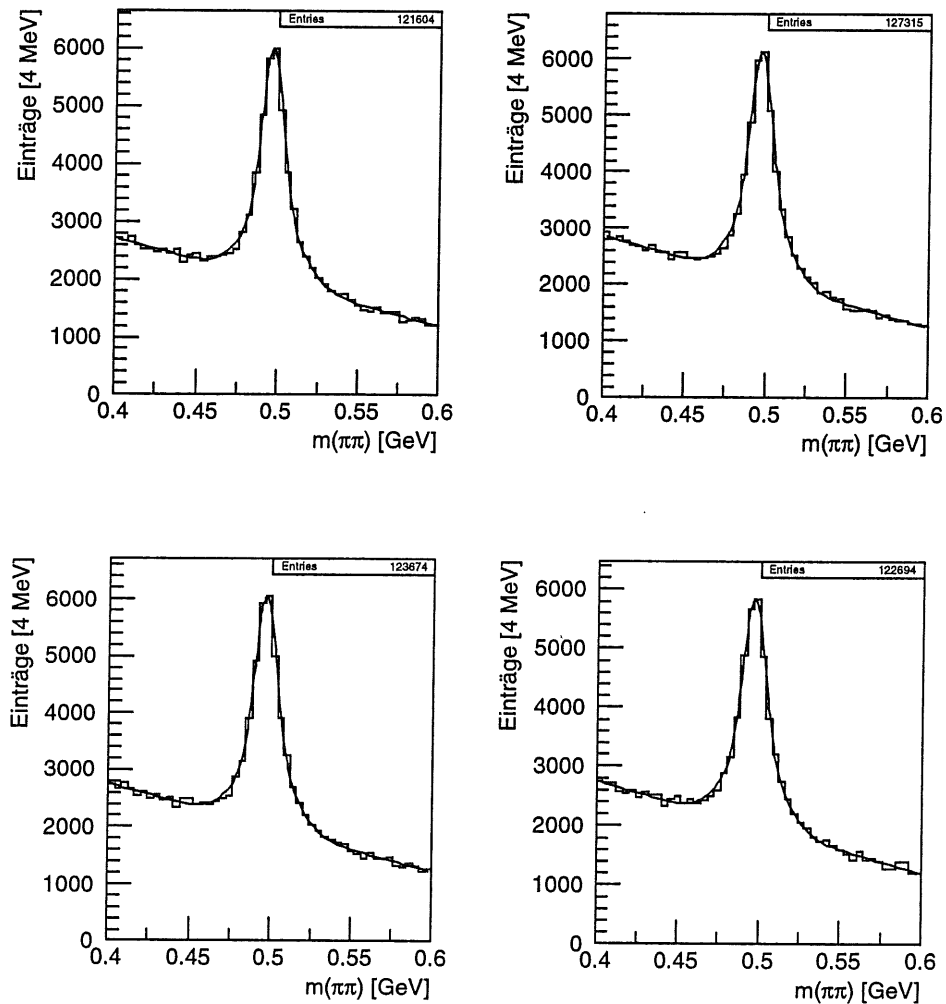 Entries 121604
Einträge [4 MeV]
6000
5000
4000
3000
2000
1000
0
0.4 0.45 0.5 0.55 0.6
m(ππ) [GeV]
Entries 127315
Einträge [4 MeV]
6000
5000
4000
3000
2000
1000
0
0.4 0.45 0.5 0.55 0.6
m(ππ) [GeV]
Entries 123674
Einträge [4 MeV]
6000
5000
4000
3000
2000
1000
0
0.4 0.45 0.5 0.55 0.6
m(ππ) [GeV]
Entries 122694
Einträge [4 MeV]
6000
5000
4000
3000
2000
1000
0
0.4 0.45 0.5 0.55 0.6
m(ππ) [GeV]